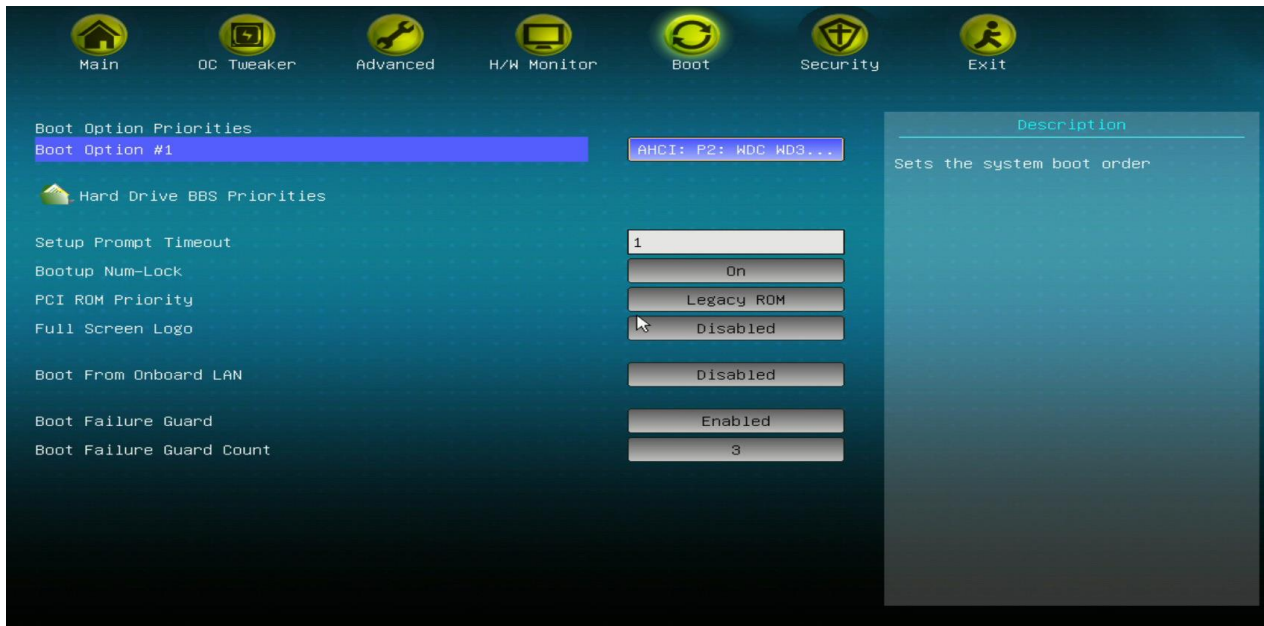 Main OC Tweaker Advanced H/W Monitor Boot Security Exit
Boot Option Priorities
Boot Option #1 AHCI: P2: WDC WD3...
Hard Drive BBS Priorities
Setup Prompt Timeout 1
Bootup Num-Lock On
PCI ROM Priority Legacy ROM
Full Screen Logo Disabled
Boot From Onboard LAN Disabled
Boot Failure Guard Enabled
Boot Failure Guard Count 3
Description
Sets the system boot order